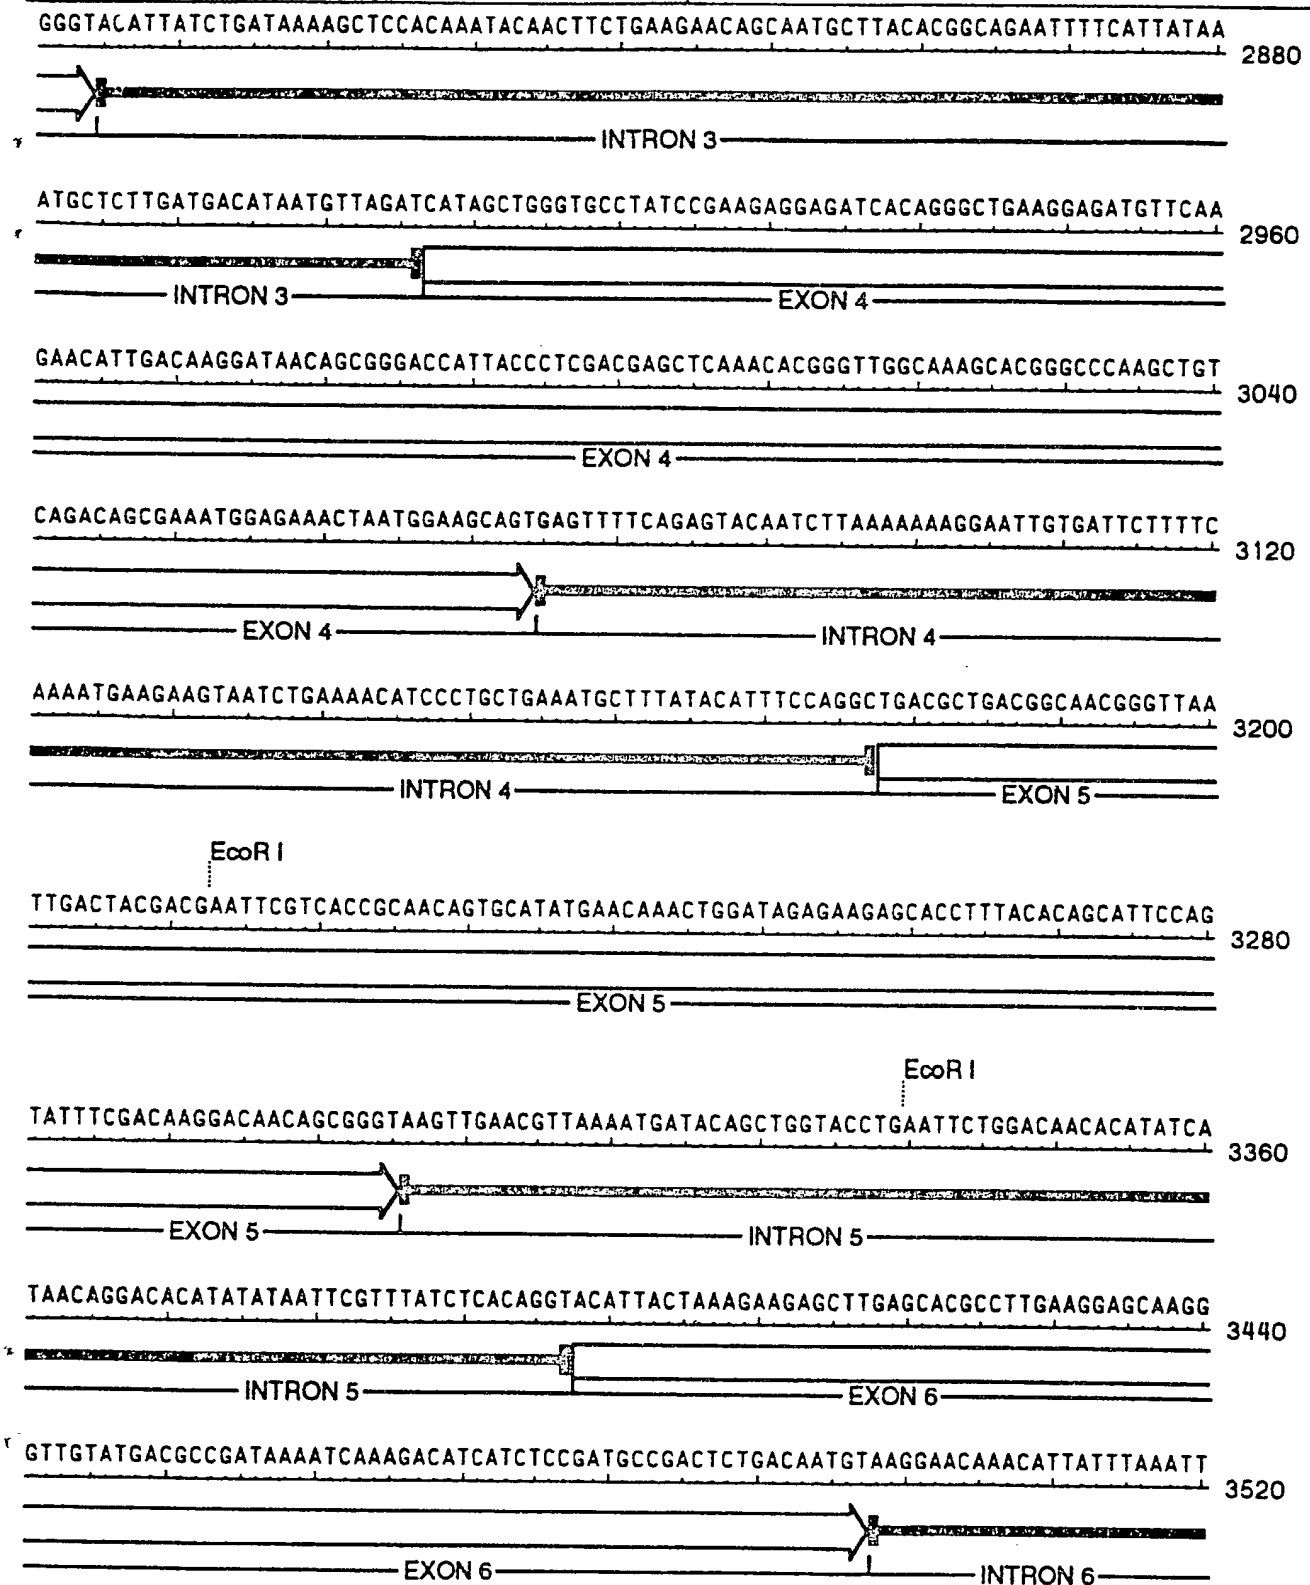 GGGTACATTATCTGATAAAAGCTCCACAAATACAACTTCTGAAGAACAGCAATGCTTACACGGCAGAATTTTCATTATAA
2880
INTRON 3
ATGCTCTTGATGACATAATGTTAGATCATAGCTGGGTGCCTATCCGAAGAGGAGATCACAGGGCTGAAGGAGATGTTCAA
2960
INTRON 3
EXON 4
GAACATTGACAAGGATAACAGCGGGACCATTACCCTCGACGAGCTCAAACACGGGTTGGCAAAGCACGGGCCCAAGCTGT
3040
EXON 4
CAGACAGCGAAATGGAGAAACTAATGGAAGCAGTGAGTTTTCAGAGTACAATCTTAAAAAAAGGAATTGTGATTCTTTTC
3120
EXON 4
INTRON 4
AAAATGAAGAAGTAATCTGAAAACATCCCTGCTGAAATGCTTTATACATTTCCAGGCTGACGCTGACGGCAACGGGTTAA
3200
INTRON 4
EXON 5
EcoR I
TTGACTACGACGAATTCGTCACCGCAACAGTGCATATGAACAAACTGGATAGAGAAGAGCACCTTTACACAGCATTCCAG
3280
EXON 5
EcoR I
TATTTCGACAAGGACAACAGCGGGTAAGTTGAACGTTAAAATGATACAGCTGGTACCTGAATTCTGGACAACACATATCA
3360
EXON 5
INTRON 5
TAACAGGACACATATATAATTCGTTTATCTCACAGGTACATTACTAAAGAAGAGCTTGAGCACGCCTTGAAGGAGCAAGG
3440
INTRON 5
EXON 6
GTTGTATGACGCCGATAAAATCAAAGACATCATCTCCGATGCCGACTCTGACAATGTAAGGAACAAACATTATTTAAATT
3520
EXON 6
INTRON 6